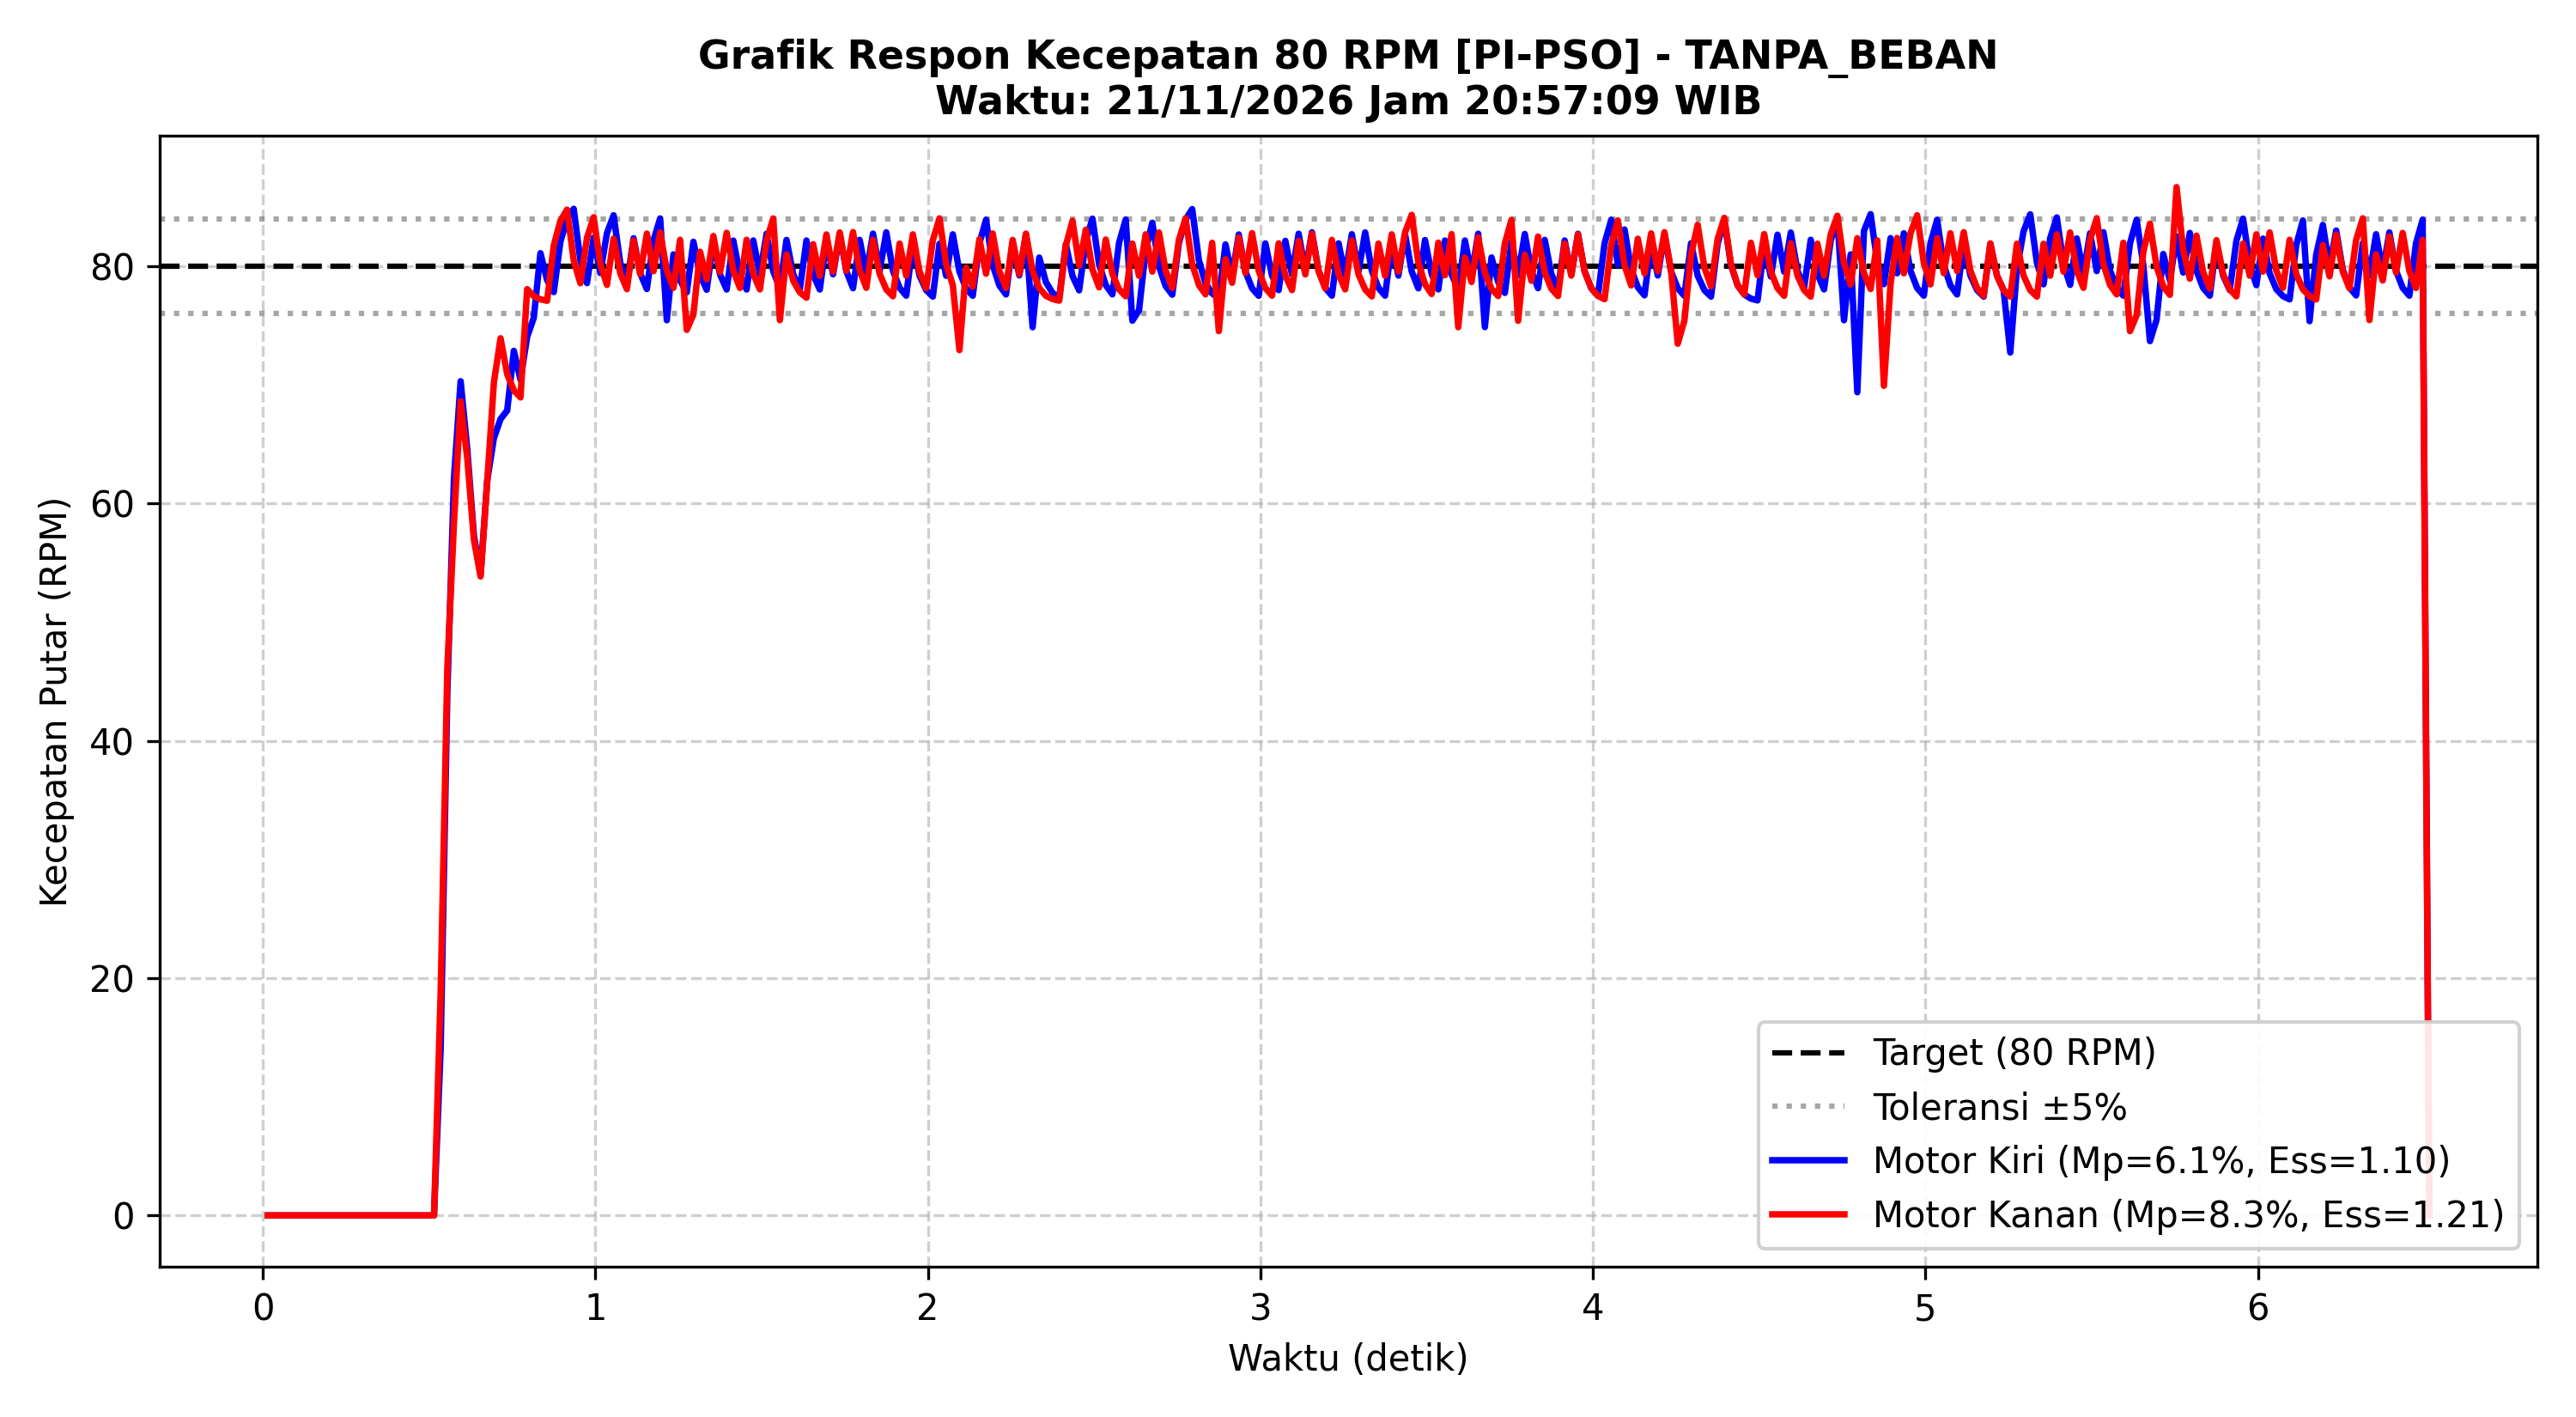 Grafik Respon Kecepatan 80 RPM [PI-PSO] - TANPA_BEBAN
Waktu: 21/11/2026 Jam 20:57:09 WIB
Kecepatan Putar (RPM)
80
60
40
20
0
0 1 2 3 4 5 6
Waktu (detik)
Target (80 RPM)
Toleransi ±5%
Motor Kiri (Mp=6.1%, Ess=1.10)
Motor Kanan (Mp=8.3%, Ess=1.21)